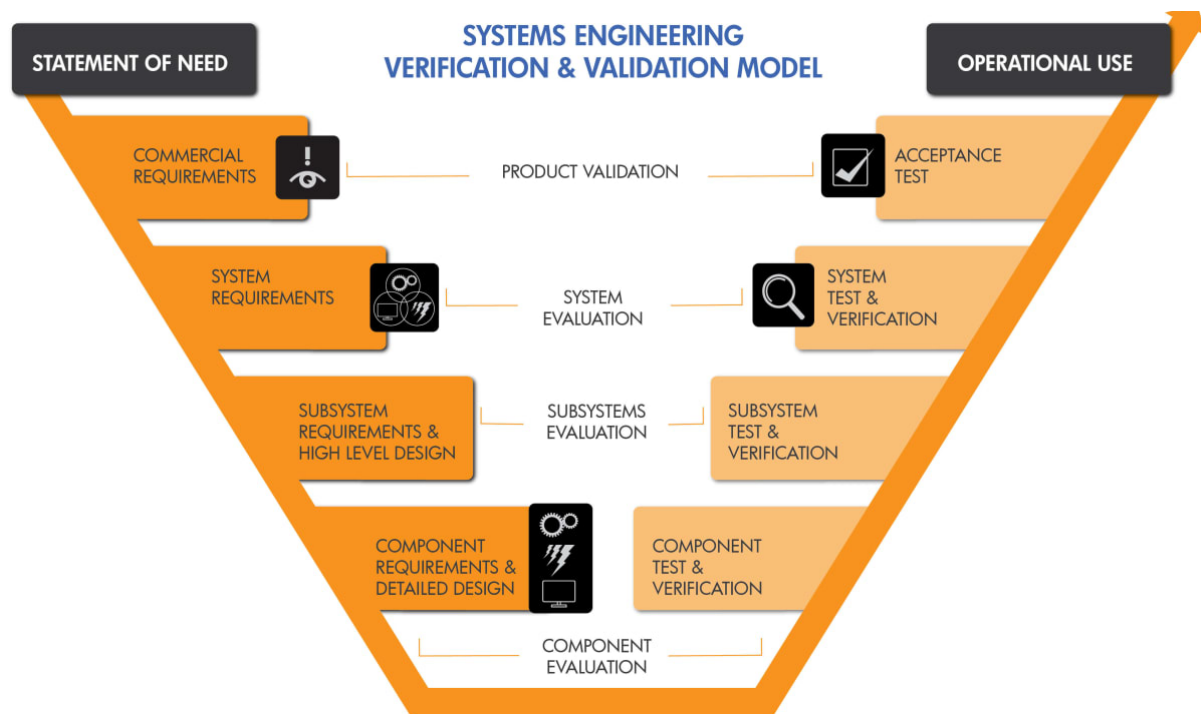 SYSTEMS ENGINEERING
VERIFICATION & VALIDATION MODEL
STATEMENT OF NEED
OPERATIONAL USE
COMMERCIAL
REQUIREMENTS
PRODUCT VALIDATION
ACCEPTANCE
TEST
SYSTEM
REQUIREMENTS
SYSTEM
EVALUATION
SYSTEM
TEST &
VERIFICATION
SUBSYSTEM
REQUIREMENTS &
HIGH LEVEL DESIGN
SUBSYSTEMS
EVALUATION
SUBSYSTEM
TEST &
VERIFICATION
COMPONENT
REQUIREMENTS &
DETAILED DESIGN
COMPONENT
TEST &
VERIFICATION
COMPONENT
EVALUATION